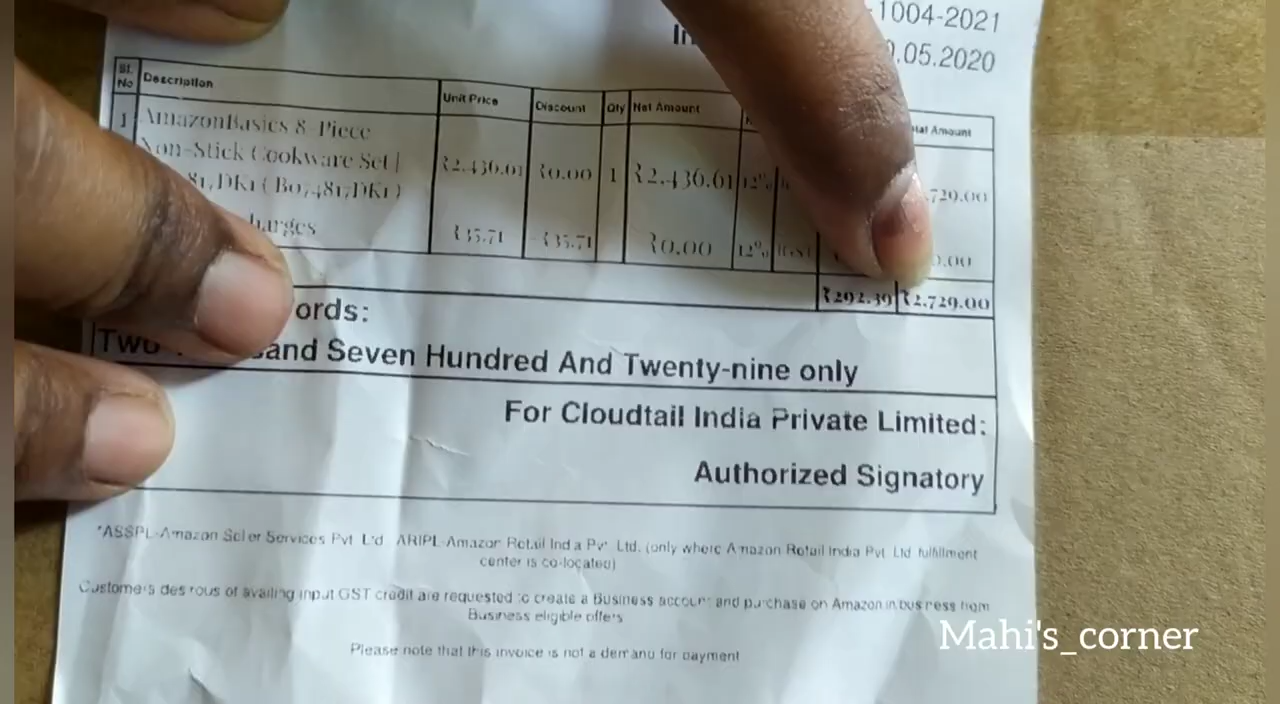 -1004-2021
.05.2020
Sl. No Description Unit Price Discount Qty Net Amount Amount
1 AmazonBasics 8-Piece
Non-Stick Cookware Set |
₹2,436.61 ₹0.00 1 ₹2,436.61 12% ,729.00
harges ₹35.71 -₹35.71 ₹0.00 12% IGST 0.00
₹292.39 ₹2,729.00
ords:
Two sand Seven Hundred And Twenty-nine only
For Cloudtail India Private Limited:
Authorized Signatory
*ASSPL-Amazon Seller Services Pvt. Ltd., ARIPL-Amazon Retail India Pvt. Ltd. (only where Amazon Retail India Pvt. Ltd. fulfillment
center is co-located)
Customers desirous of availing input GST credit are requested to create a Business account and purchase on Amazon.in/business from
Business eligible offers
Please note that this invoice is not a demand for payment
Mahi's_corner